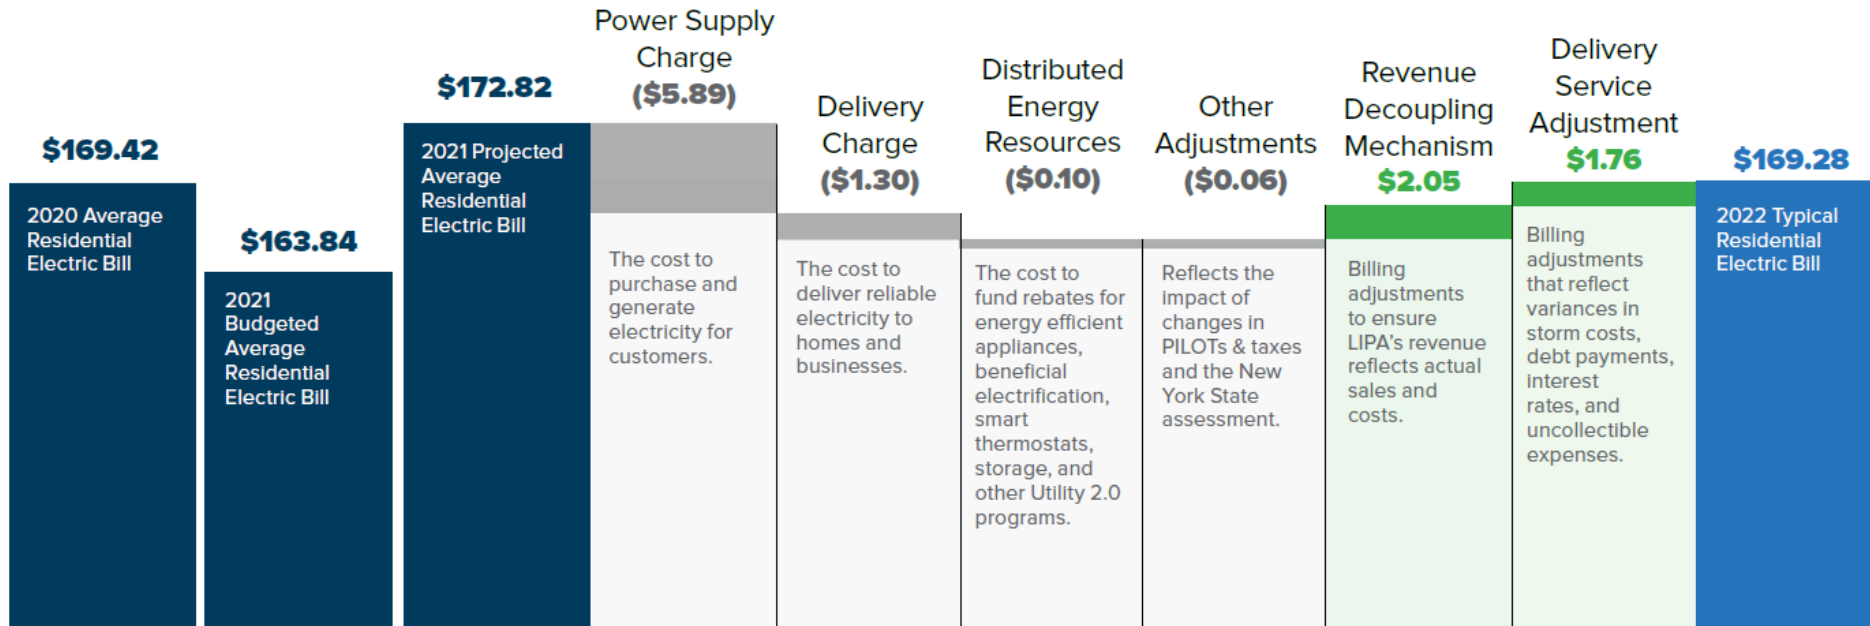 $169.42
2020 Average
Residential
Electric Bill
$163.84
2021
Budgeted
Average
Residential
Electric Bill
$172.82
2021 Projected
Average
Residential
Electric Bill
Power Supply
Charge
($5.89)
The cost to
purchase and
generate
electricity for
customers.
Delivery
Charge
($1.30)
The cost to
deliver reliable
electricity to
homes and
businesses.
Distributed
Energy
Resources
($0.10)
The cost to
fund rebates for
energy efficient
appliances,
beneficial
electrification,
smart
thermostats,
storage, and
other Utility 2.0
programs.
Other
Adjustments
($0.06)
Reflects the
impact of
changes in
PILOTs & taxes
and the New
York State
assessment.
Revenue
Decoupling
Mechanism
$2.05
Billing
adjustments
to ensure
LIPA's revenue
reflects actual
sales and
costs.
Delivery
Service
Adjustment
$1.76
Billing
adjustments
that reflect
variances in
storm costs,
debt payments,
interest
rates, and
uncollectible
expenses.
$169.28
2022 Typical
Residential
Electric Bill